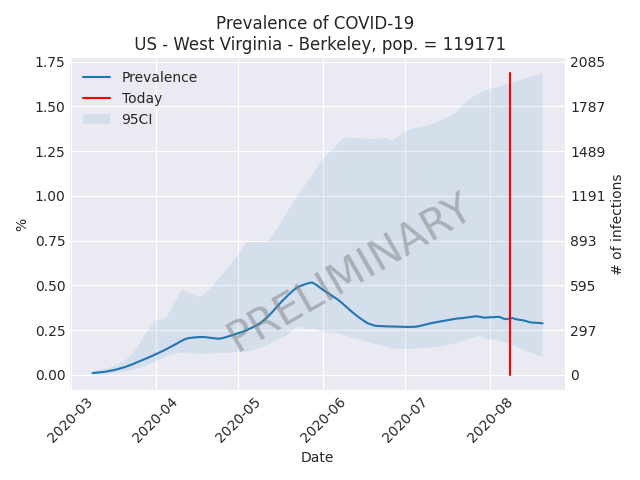 Prevalence of COVID-19
US - West Virginia - Berkeley, pop. = 119171
Prevalence
Today
95CI
PRELIMINARY
%
1.75
1.50
1.25
1.00
0.75
0.50
0.25
0.00
2085
1787
1489
1191
893
595
297
0
# of infections
2020-03
2020-04
2020-05
2020-06
2020-07
2020-08
Date